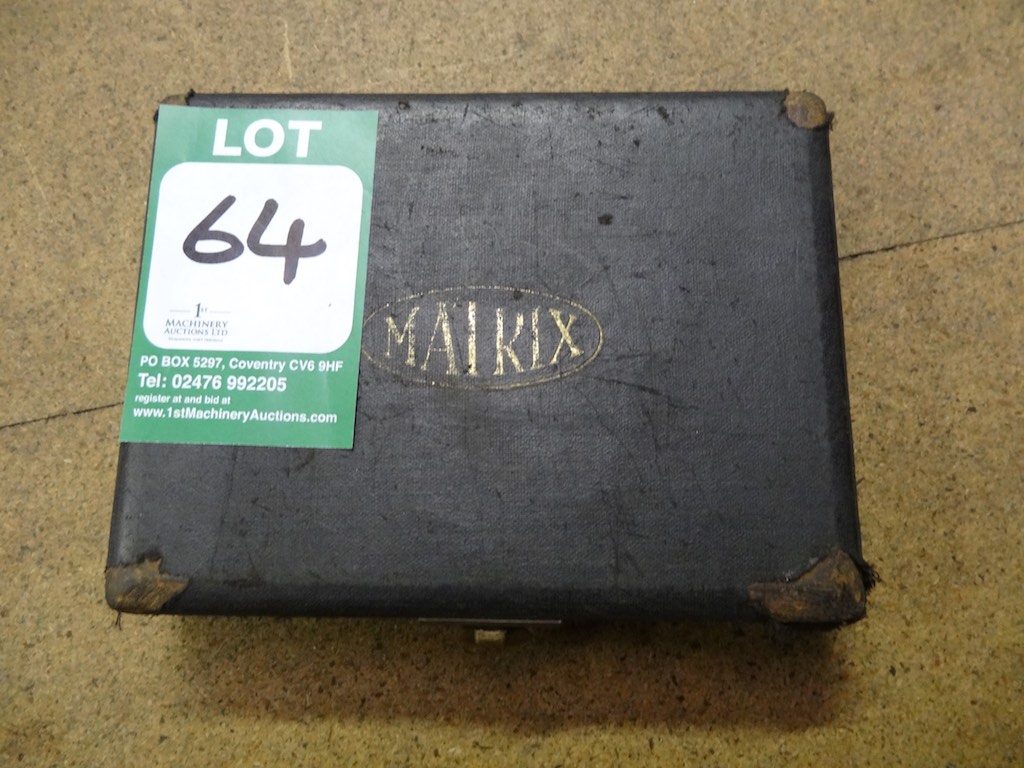 LOT
64
1st
MACHINERY
AUCTIONS LTD
PO BOX 5297, Coventry CV6 9HF
Tel: 02476 992205
register at and bid at
www.1stMachineryAuctions.com
MATRIX